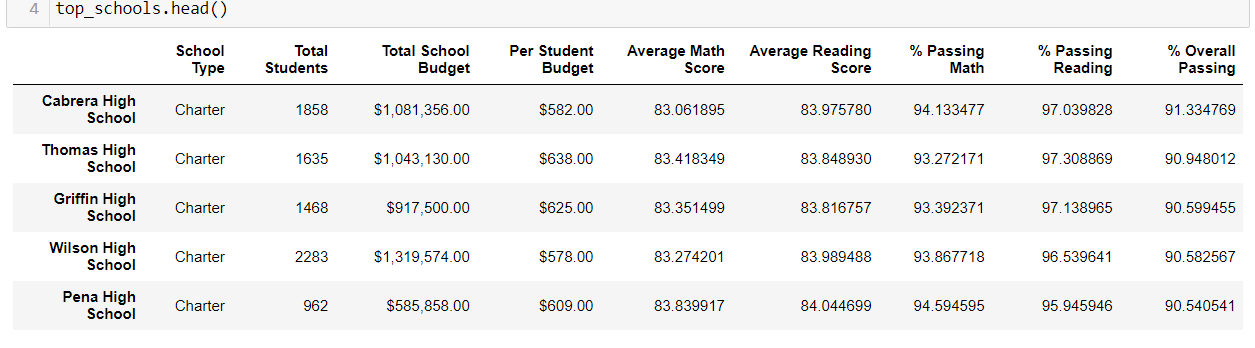 4 top_schools.head()
School Type Total Students Total School Budget Per Student Budget Average Math Score Average Reading Score % Passing Math % Passing Reading % Overall Passing
Cabrera High School Charter 1858 $1,081,356.00 $582.00 83.061895 83.975780 94.133477 97.039828 91.334769
Thomas High School Charter 1635 $1,043,130.00 $638.00 83.418349 83.848930 93.272171 97.308869 90.948012
Griffin High School Charter 1468 $917,500.00 $625.00 83.351499 83.816757 93.392371 97.138965 90.599455
Wilson High School Charter 2283 $1,319,574.00 $578.00 83.274201 83.989488 93.867718 96.539641 90.582567
Pena High School Charter 962 $585,858.00 $609.00 83.839917 84.044699 94.594595 95.945946 90.540541